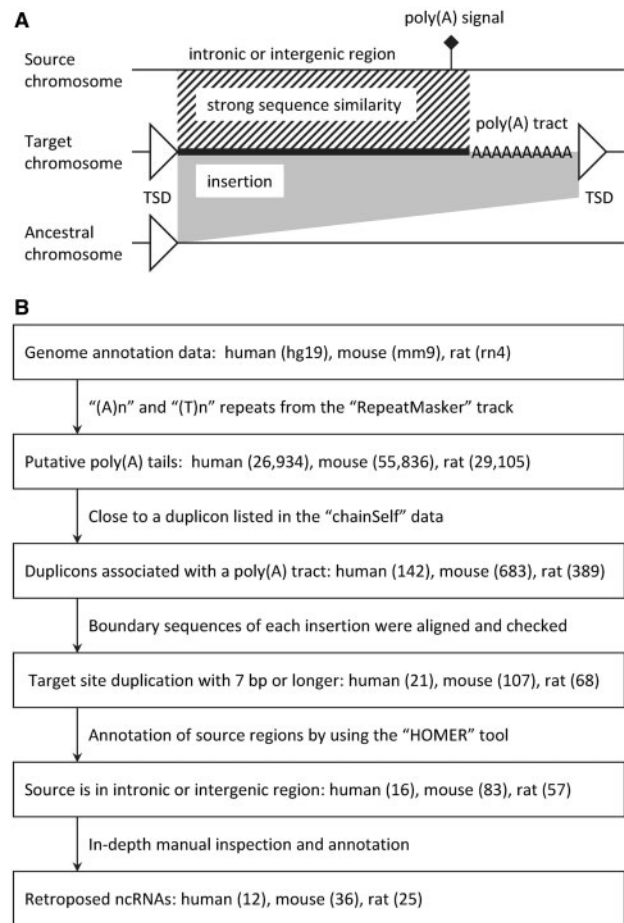 A
poly(A) signal
Source chromosome
intronic or intergenic region
strong sequence similarity
poly(A) tract
Target chromosome
AAAAAAAAAA
TSD
insertion
TSD
Ancestral chromosome
B
Genome annotation data: human (hg19), mouse (mm9), rat (rn4)
“(A)n” and “(T)n” repeats from the “RepeatMasker” track
Putative poly(A) tails: human (26,934), mouse (55,836), rat (29,105)
Close to a duplicon listed in the “chainSelf” data
Duplicons associated with a poly(A) tract: human (142), mouse (683), rat (389)
Boundary sequences of each insertion were aligned and checked
Target site duplication with 7 bp or longer: human (21), mouse (107), rat (68)
Annotation of source regions by using the “HOMER” tool
Source is in intronic or intergenic region: human (16), mouse (83), rat (57)
In-depth manual inspection and annotation
Retroposed ncRNAs: human (12), mouse (36), rat (25)